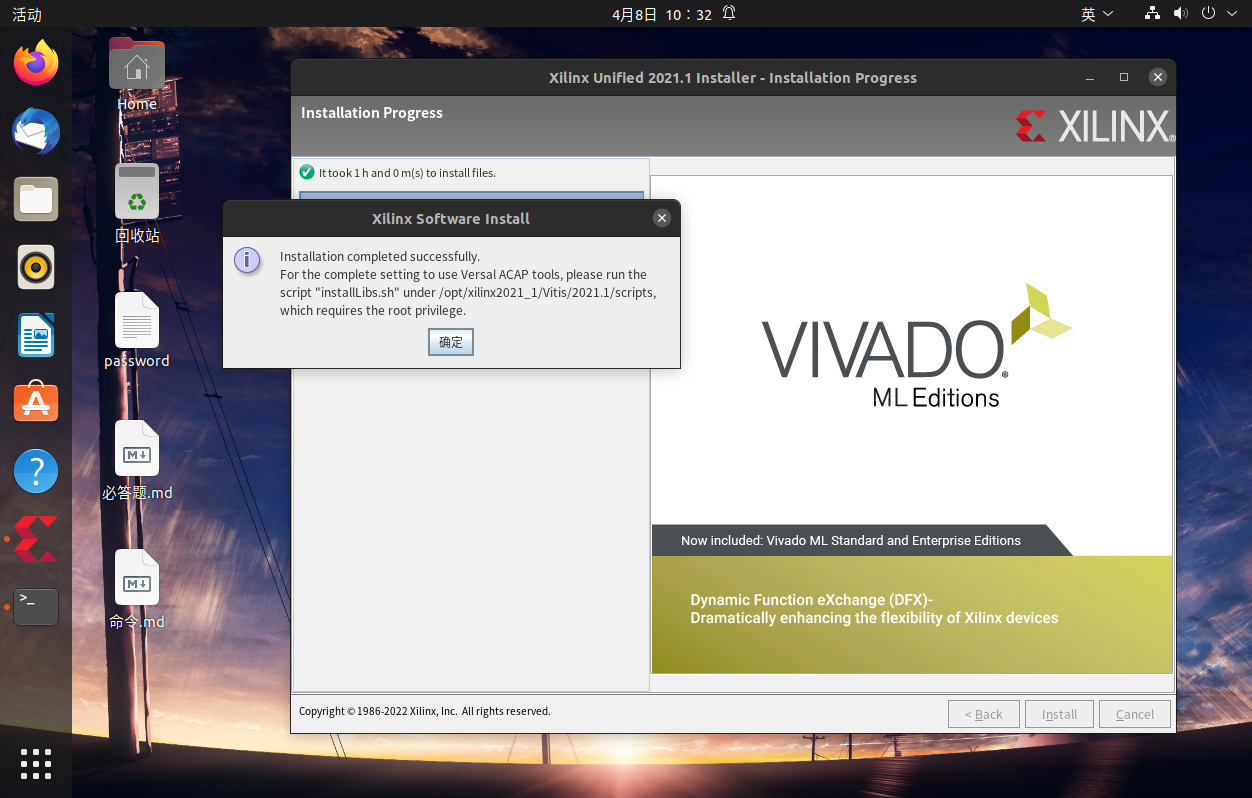 活动
4月8日 10：32
英
Home
回收站
password
必答题.md
命令.md
Xilinx Unified 2021.1 Installer - Installation Progress
Installation Progress
XILINX®
It took 1 h and 0 m(s) to install files.
Xilinx Software Install
Installation completed successfully.
For the complete setting to use Versal ACAP tools, please run the
script "installLibs.sh" under /opt/xilinx2021_1/Vitis/2021.1/scripts,
which requires the root privilege.
确定
VIVADO®
ML Editions
Now included: Vivado ML Standard and Enterprise Editions
Dynamic Function eXchange (DFX)-
Dramatically enhancing the flexibility of Xilinx devices
Copyright © 1986-2022 Xilinx, Inc. All rights reserved.
< Back
Install
Cancel